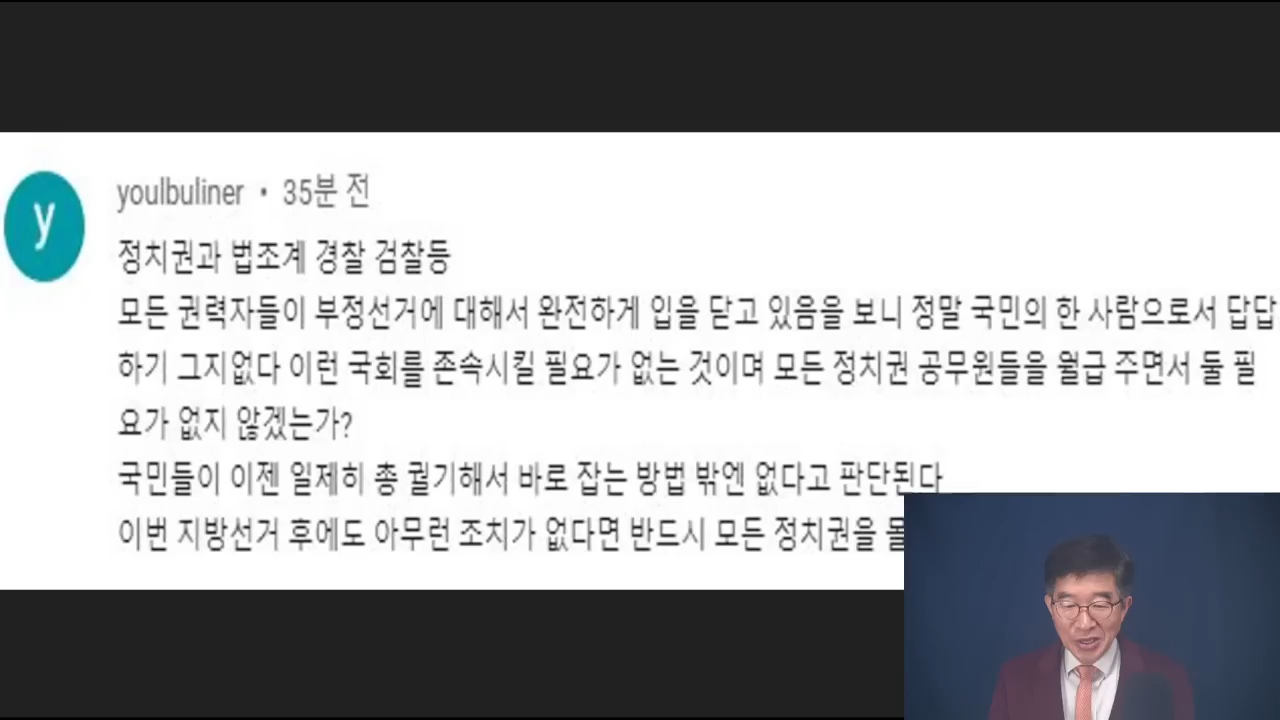 y
youlbuliner • 35분 전
정치권과 법조계 경찰 검찰등
모든 권력자들이 부정선거에 대해서 완전하게 입을 닫고 있음을 보니 정말 국민의 한 사람으로서 답답
하기 그지없다 이런 국회를 존속시킬 필요가 없는 것이며 모든 정치권 공무원들을 월급 주면서 둘 필
요가 없지 않겠는가?
국민들이 이젠 일제히 총 궐기해서 바로 잡는 방법 밖엔 없다고 판단된다
이번 지방선거 후에도 아무런 조치가 없다면 반드시 모든 정치권을